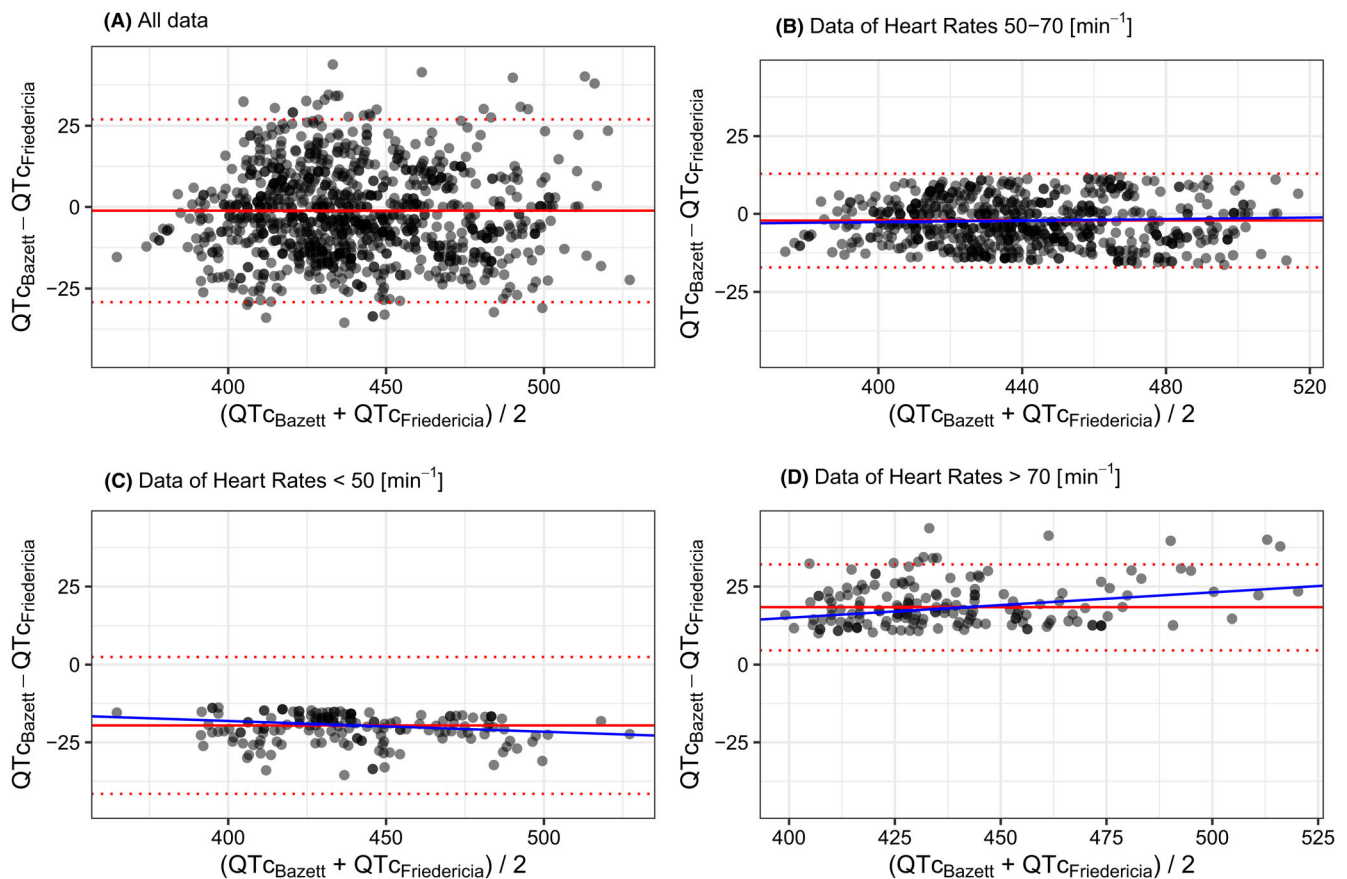 (A) All data
QTcBazett − QTcFriedericia
25
0
−25
400 450 500
(QTcBazett + QTcFriedericia) / 2
(B) Data of Heart Rates 50−70 [min−1]
QTcBazett − QTcFriedericia
25
0
−25
400 440 480 520
(QTcBazett + QTcFriedericia) / 2
(C) Data of Heart Rates < 50 [min−1]
QTcBazett − QTcFriedericia
25
0
−25
400 450 500
(QTcBazett + QTcFriedericia) / 2
(D) Data of Heart Rates > 70 [min−1]
QTcBazett − QTcFriedericia
25
0
−25
400 425 450 475 500 525
(QTcBazett + QTcFriedericia) / 2